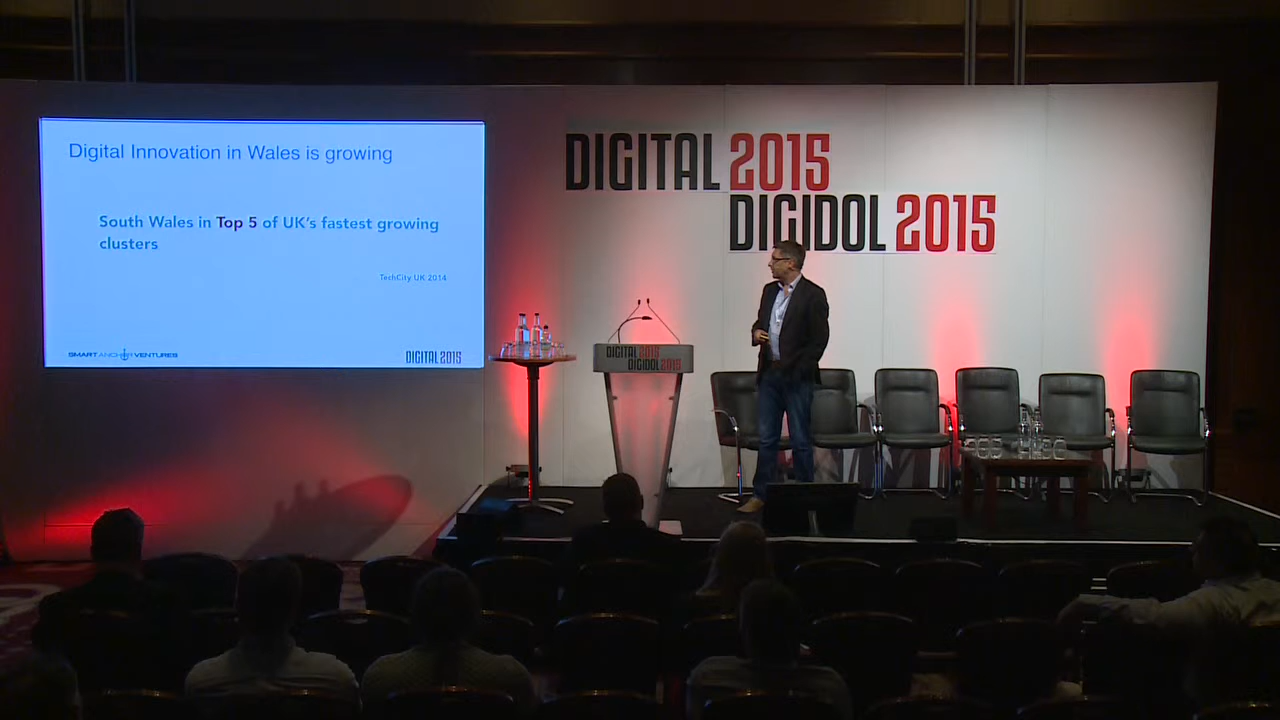 Digital Innovation in Wales is growing
South Wales in Top 5 of UK's fastest growing
clusters
TechCity UK 2014
SMART ANCHOR VENTURES
DIGITAL 2015
DIGITAL 2015
DIGIDOL 2015
DIGITAL 2015
DIGIDOL 2015